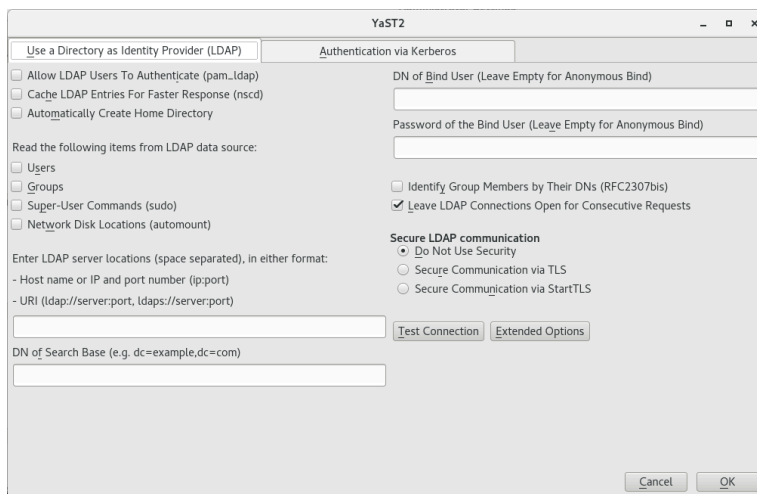 YaST2
Use a Directory as Identity Provider (LDAP)
Authentication via Kerberos
Allow LDAP Users To Authenticate (pam_ldap)
Cache LDAP Entries For Faster Response (nscd)
Automatically Create Home Directory
Read the following items from LDAP data source:
Users
Groups
Super-User Commands (sudo)
Network Disk Locations (automount)
Enter LDAP server locations (space separated), in either format:
- Host name or IP and port number (ip:port)
- URI (ldap://server:port, ldaps://server:port)
DN of Search Base (e.g. dc=example,dc=com)
DN of Bind User (Leave Empty for Anonymous Bind)
Password of the Bind User (Leave Empty for Anonymous Bind)
Identify Group Members by Their DNs (RFC2307bis)
Leave LDAP Connections Open for Consecutive Requests
Secure LDAP communication
Do Not Use Security
Secure Communication via TLS
Secure Communication via StartTLS
Test Connection
Extended Options
Cancel
OK